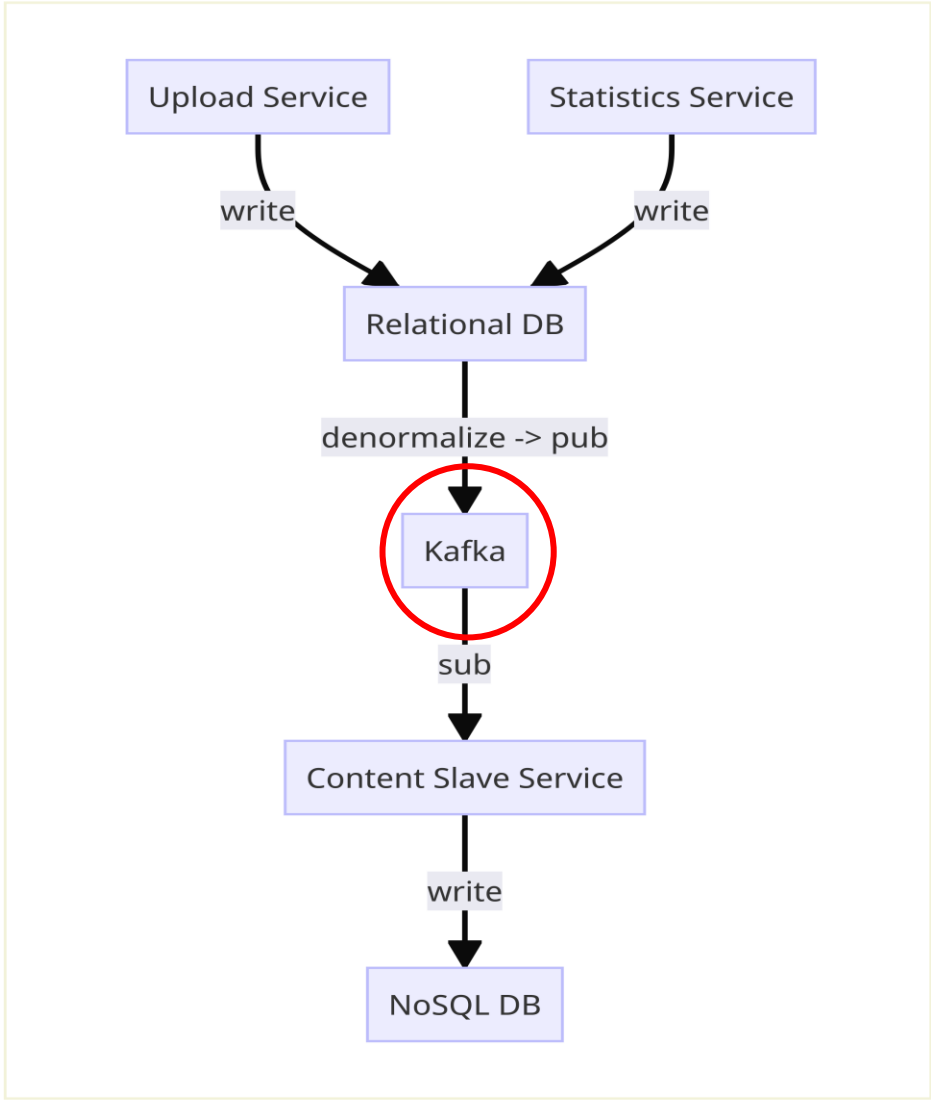 Upload Service
Statistics Service
write
write
Relational DB
denormalize -> pub
Kafka
sub
Content Slave Service
write
NoSQL DB